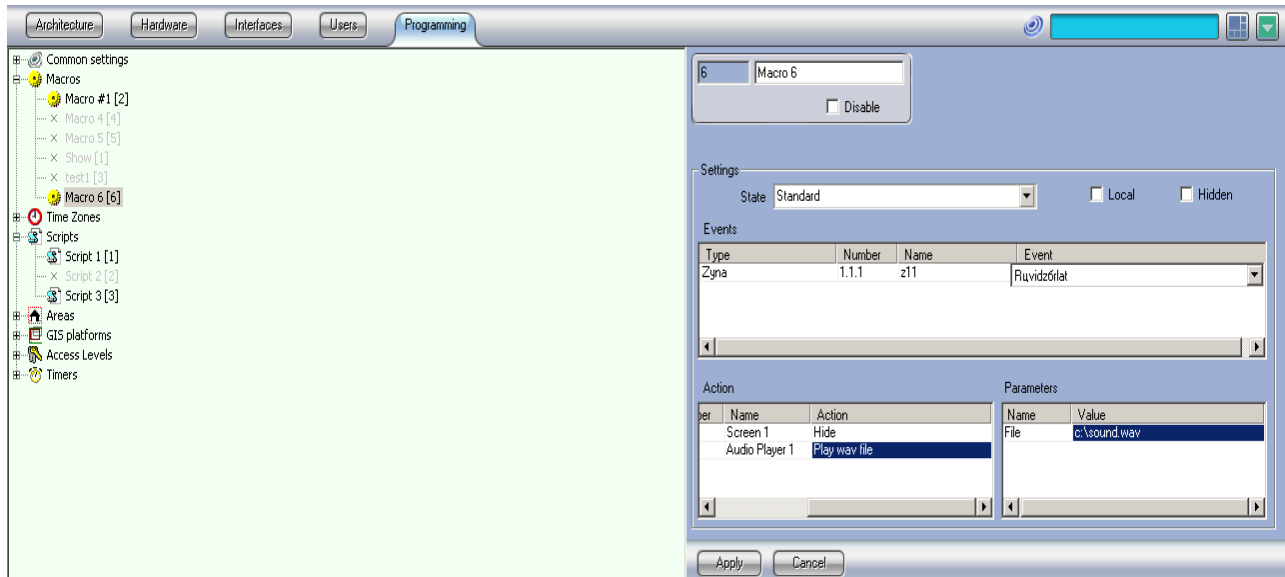 Architecture Hardware Interfaces Users Programming
Common settings
Macros
Macro #1 [2]
Macro 4 [4]
Macro 5 [5]
Show [1]
test1 [3]
Macro 6 [6]
Time Zones
Scripts
Script 1 [1]
Script 2 [2]
Script 3 [3]
Areas
GIS platforms
Access Levels
Timers
6 Macro 6
Disable
Settings
State Standard Local Hidden
Events
Type Number Name Event
Zyna 1.1.1 z11
Action
ber Name Action
Screen 1 Hide
Audio Player 1 Play wav file
Parameters
Name Value
File c:\sound.wav
Apply Cancel